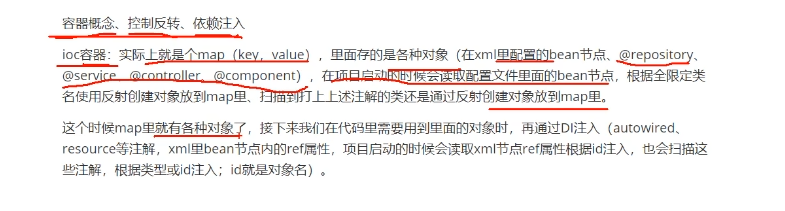 容器概念、控制反转、依赖注入
ioc容器：实际上就是个map（key，value），里面存的是各种对象（在xml里配置的bean节点、@repository、
@service、@controller、@component），在项目启动的时候会读取配置文件里面的bean节点，根据全限定类
名使用反射创建对象放到map里、扫描到打上上述注解的类还是通过反射创建对象放到map里。
这个时候map里就有各种对象了，接下来我们在代码里需要用到里面的对象时，再通过DI注入（autowired、
resource等注解，xml里bean节点内的ref属性，项目启动的时候会读取xml节点ref属性根据id注入，也会扫描这
些注解，根据类型或id注入；id就是对象名）。